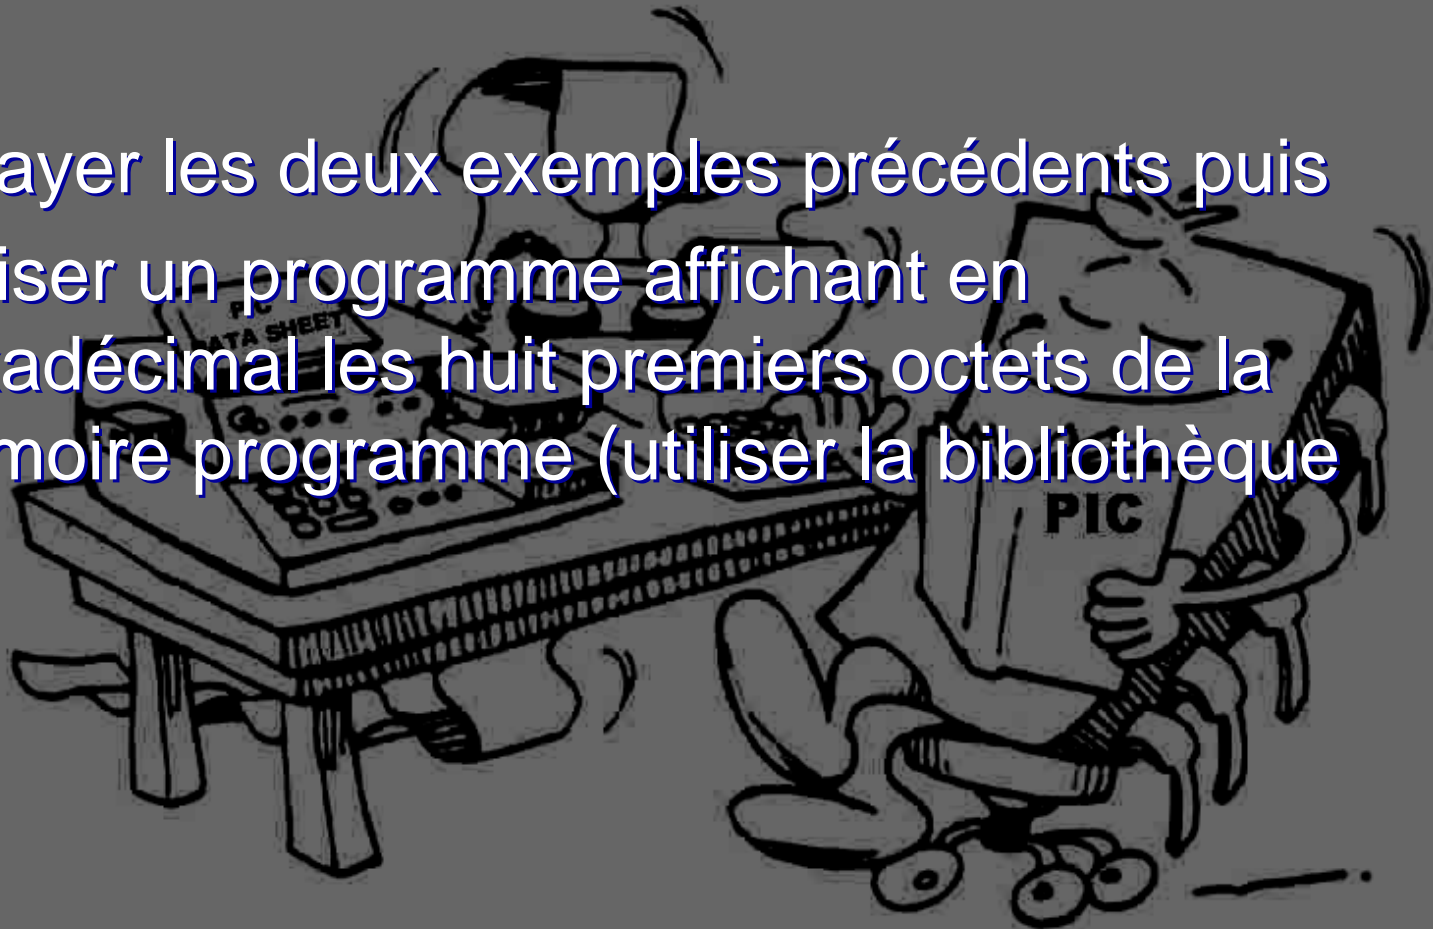 ayer les deux exemples précédents puis
iser un programme affichant en
PIC
DATA SHEET
adécimal les huit premiers octets de la
moire programme (utiliser la bibliothèque
PIC